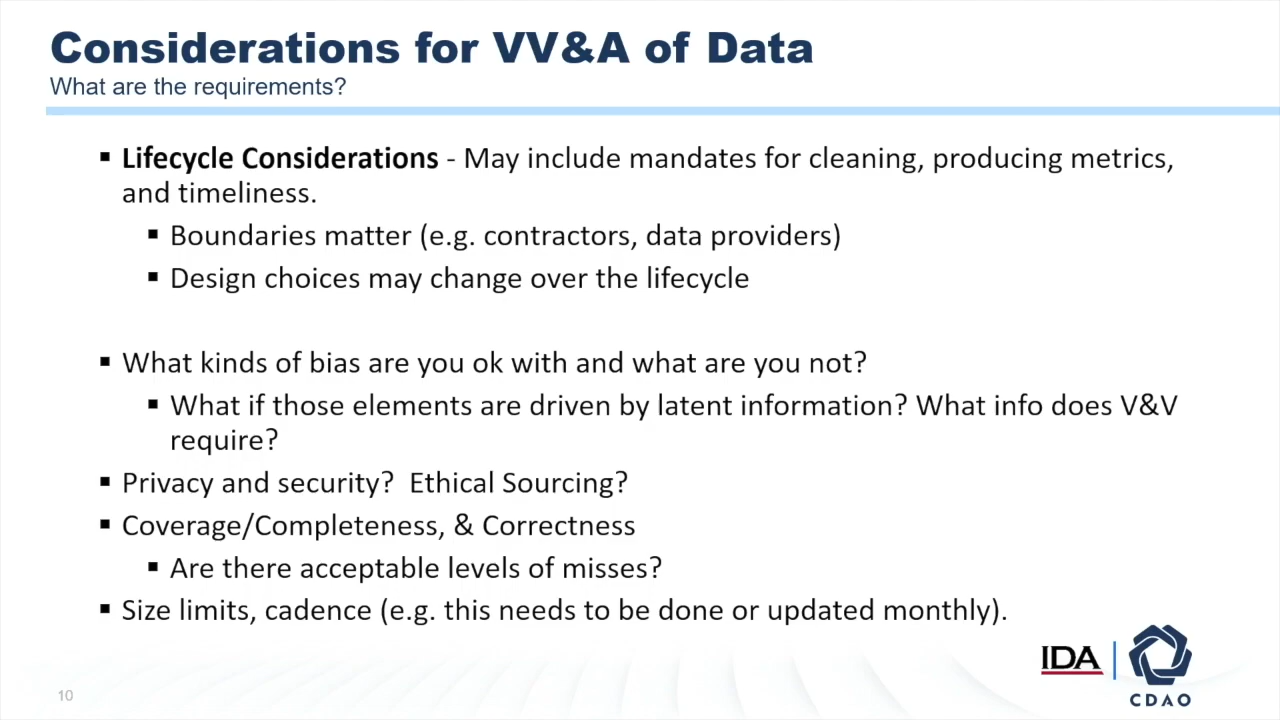 Considerations for VV&A of Data
What are the requirements?
▪ Lifecycle Considerations - May include mandates for cleaning, producing metrics,
and timeliness.
▪ Boundaries matter (e.g. contractors, data providers)
▪ Design choices may change over the lifecycle
▪ What kinds of bias are you ok with and what are you not?
▪ What if those elements are driven by latent information? What info does V&V
require?
▪ Privacy and security?  Ethical Sourcing?
▪ Coverage/Completeness, & Correctness
▪ Are there acceptable levels of misses?
▪ Size limits, cadence (e.g. this needs to be done or updated monthly).
IDA
CDAO
10